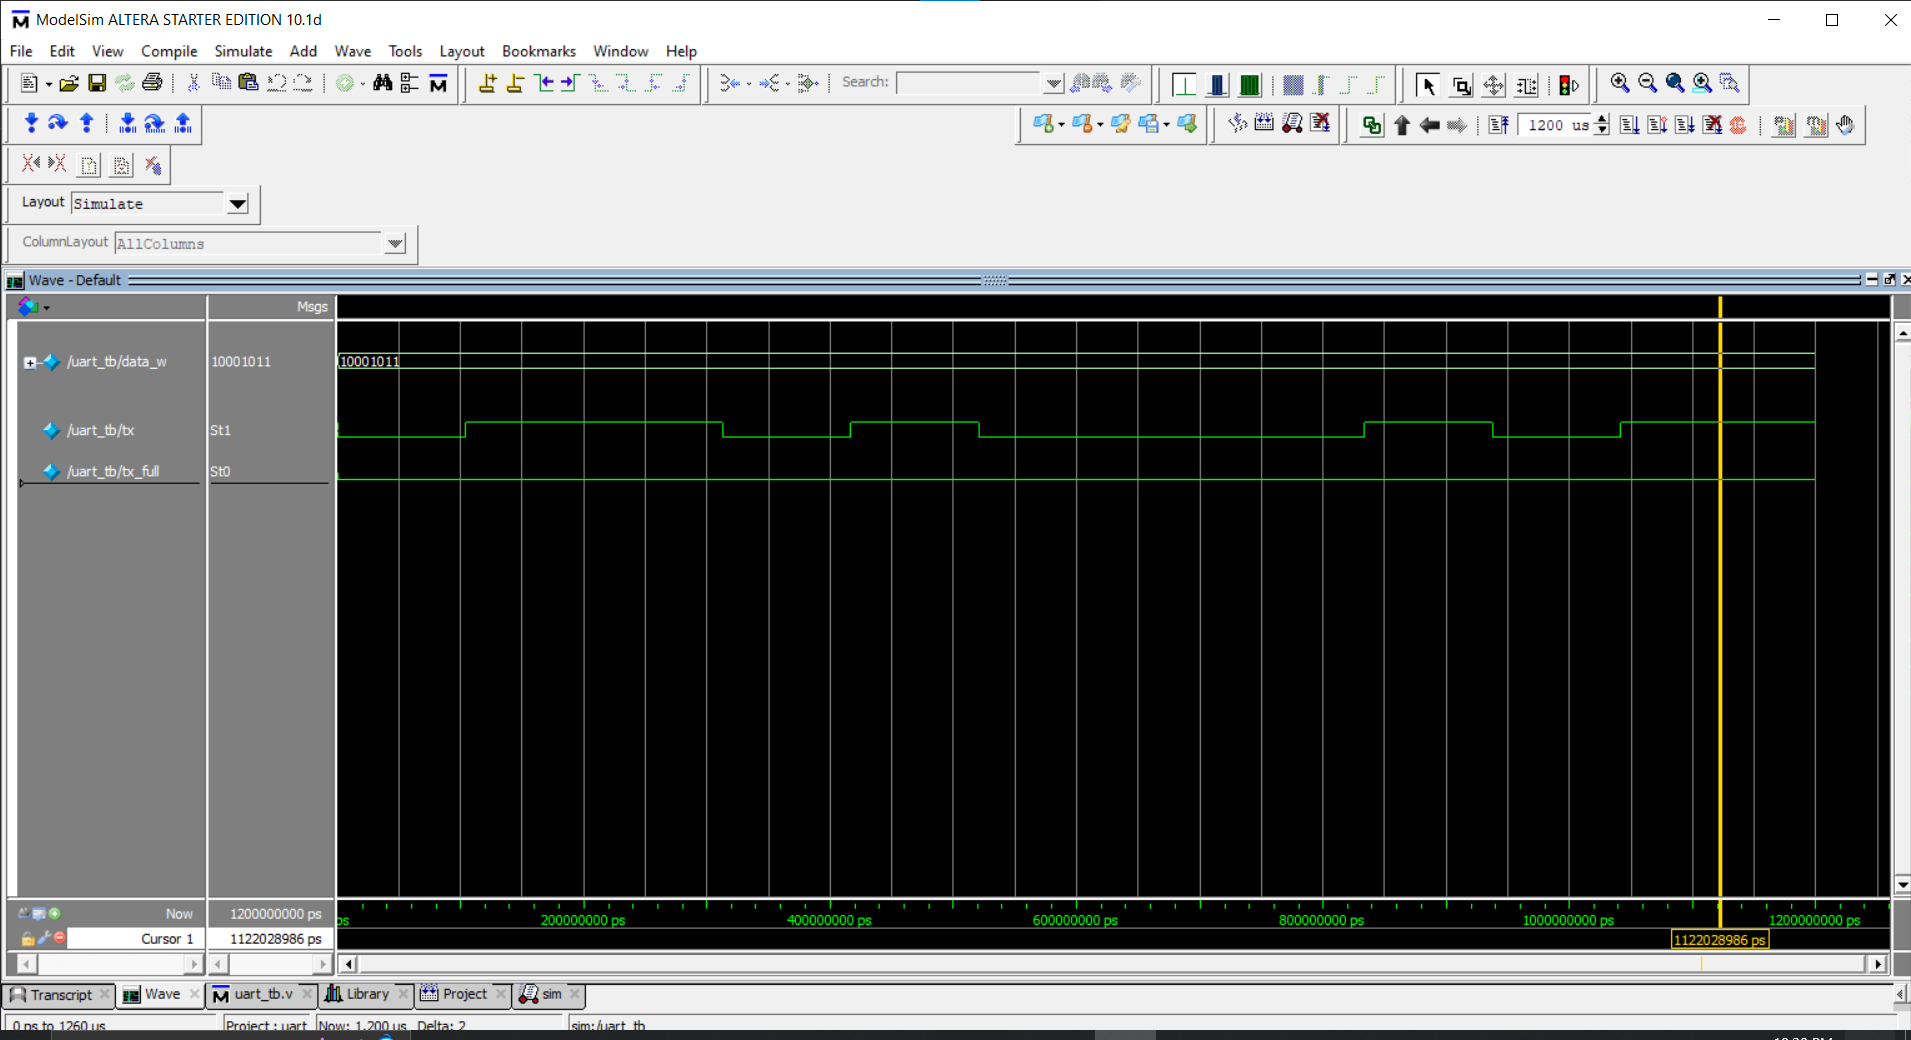 ModelSim ALTERA STARTER EDITION 10.1d
File Edit View Compile Simulate Add Wave Tools Layout Bookmarks Window Help
Search:
1200 us
Layout Simulate
ColumnLayout AllColumns
Wave - Default
Msgs
/uart_tb/data_w 10001011 10001011
/uart_tb/tx St1
/uart_tb/tx_full St0
Now 1200000000 ps ps 200000000 ps 400000000 ps 600000000 ps 800000000 ps 1000000000 ps 1200000000 ps
Cursor 1 1122028986 ps 1122028986 ps
Transcript Wave uart_tb.v Library Project sim
0 ps to 1260 us Project : uart Now: 1,200 us Delta: 2 sim:/uart_tb